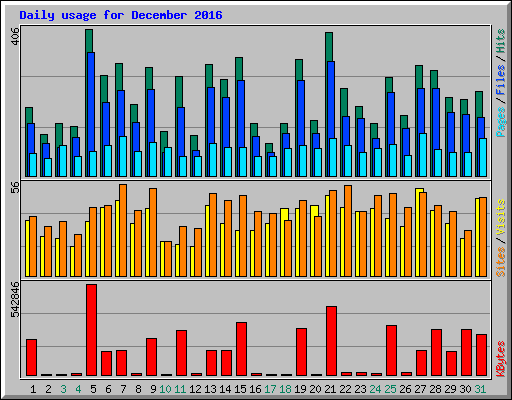 Daily usage for December 2016
406
Pages / Files / Hits
56
Sites / Visits
542846
KBytes
1 2 3 4 5 6 7 8 9 10 11 12 13 14 15 16 17 18 19 20 21 22 23 24 25 26 27 28 29 30 31